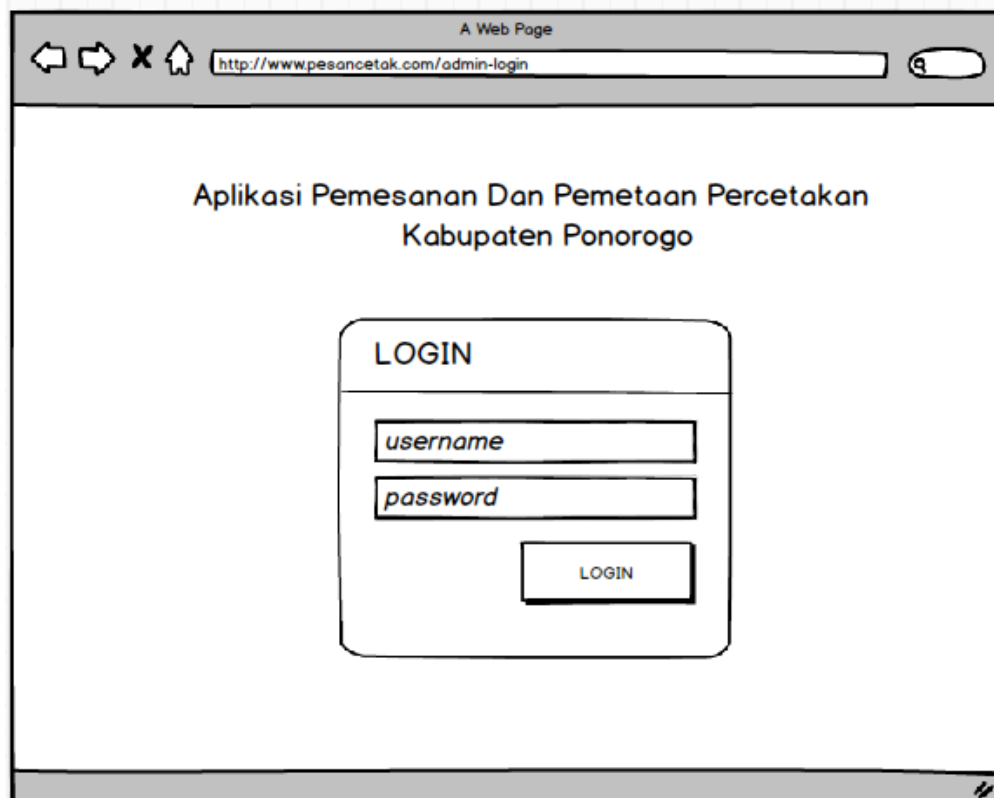 A Web Page
http://www.pesancetak.com/admin-login
Aplikasi Pemesanan Dan Pemetaan Percetakan
Kabupaten Ponorogo
LOGIN
username
password
LOGIN